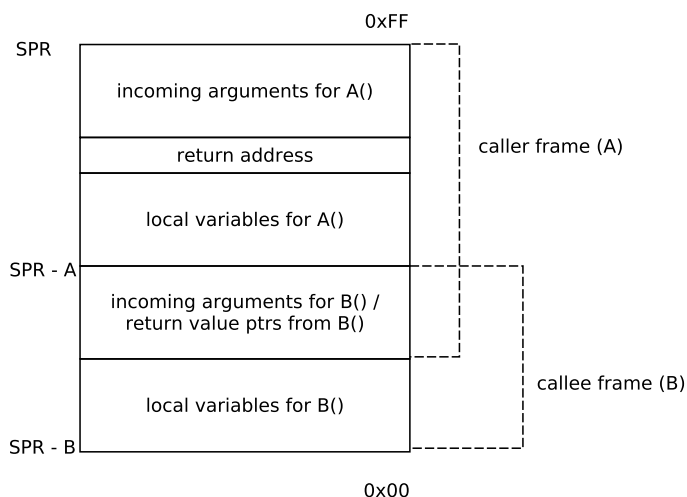 0xFF
SPR
incoming arguments for A()
caller frame (A)
return address
local variables for A()
SPR - A
incoming arguments for B() /
return value ptrs from B()
callee frame (B)
local variables for B()
SPR - B
0x00